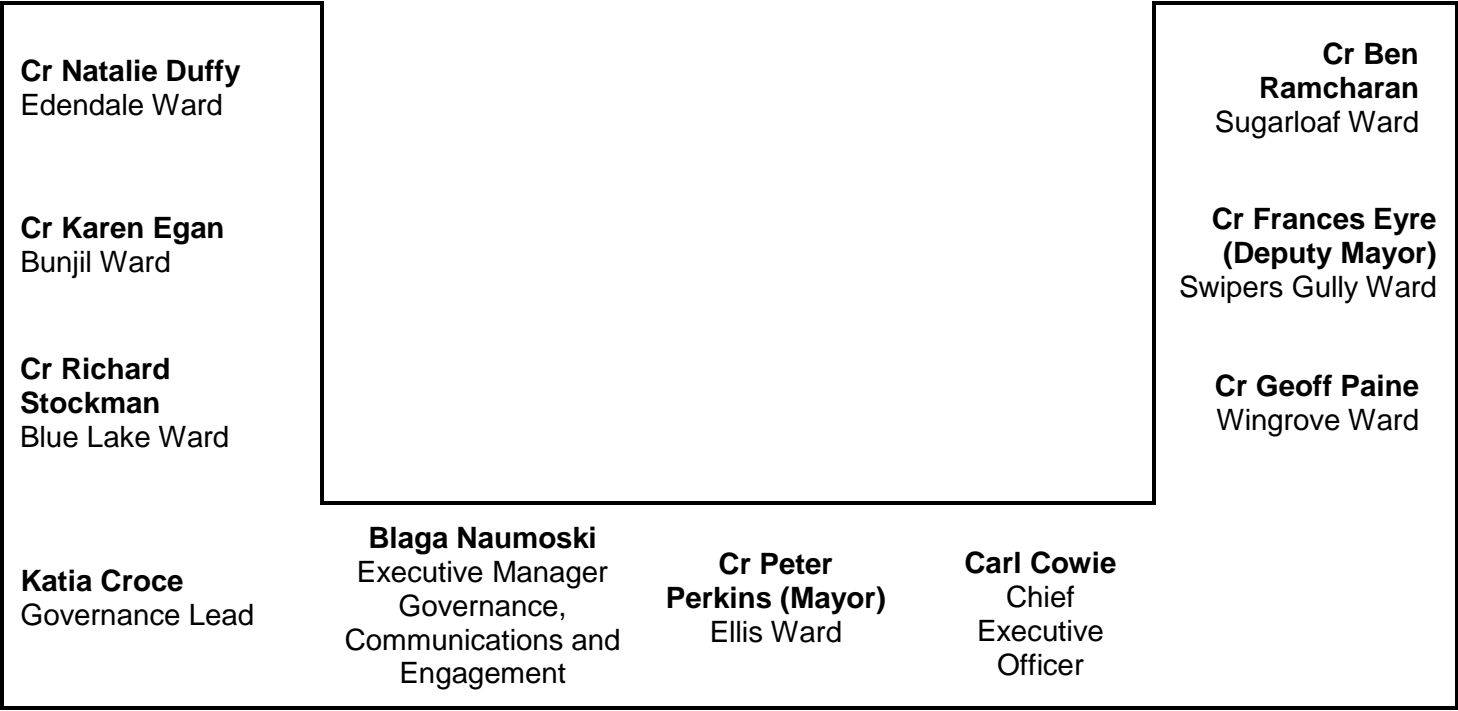 Cr Natalie Duffy
Edendale Ward
Cr Karen Egan
Bunjil Ward
Cr Richard
Stockman
Blue Lake Ward
Katia Croce
Governance Lead
Blaga Naumoski
Executive Manager
Governance,
Communications and
Engagement
Cr Peter
Perkins (Mayor)
Ellis Ward
Carl Cowie
Chief
Executive
Officer
Cr Ben
Ramcharan
Sugarloaf Ward
Cr Frances Eyre
(Deputy Mayor)
Swipers Gully Ward
Cr Geoff Paine
Wingrove Ward